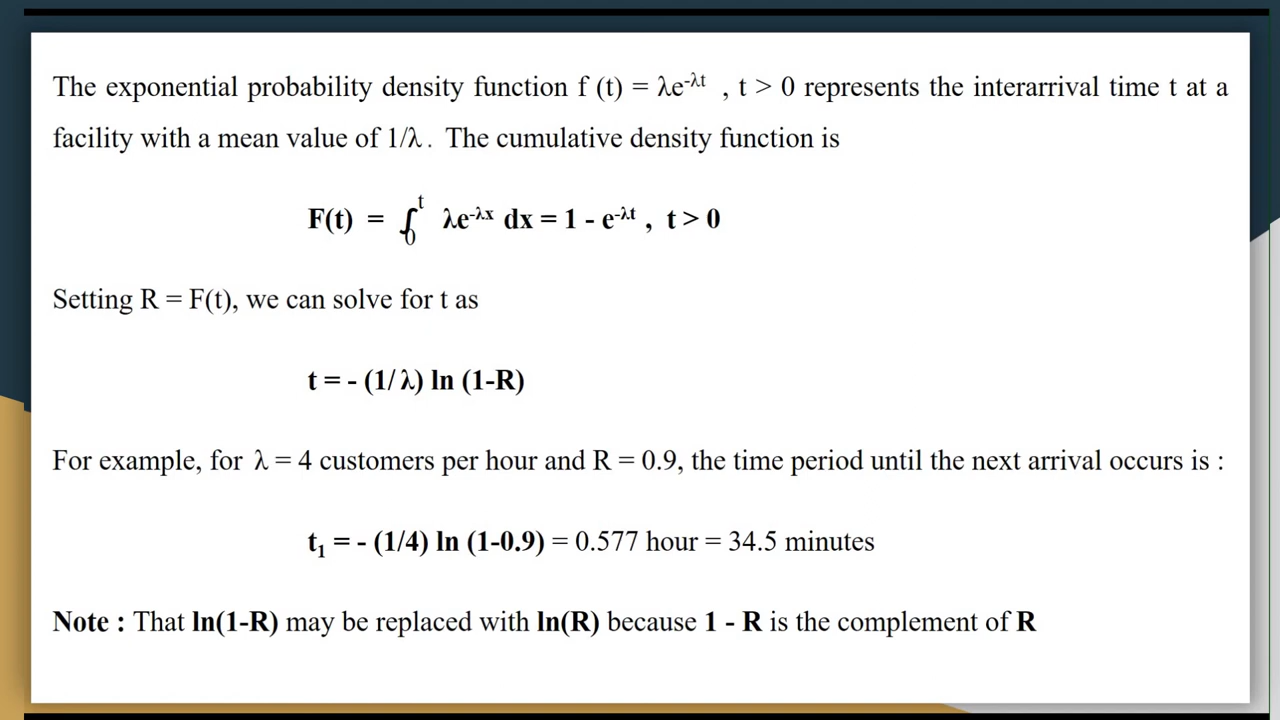 The exponential probability density function f (t) = λe⁻λᵗ , t > 0 represents the interarrival time t at a
facility with a mean value of 1/λ . The cumulative density function is
F(t) = ∫₀ᵗ λe^-λx dx = 1 - e^-λt , t > 0
Setting R = F(t), we can solve for t as
t = - (1/ λ) ln (1-R)
For example, for λ = 4 customers per hour and R = 0.9, the time period until the next arrival occurs is :
t₁ = - (1/4) ln (1-0.9) = 0.577 hour = 34.5 minutes
Note : That ln(1-R) may be replaced with ln(R) because 1 - R is the complement of R